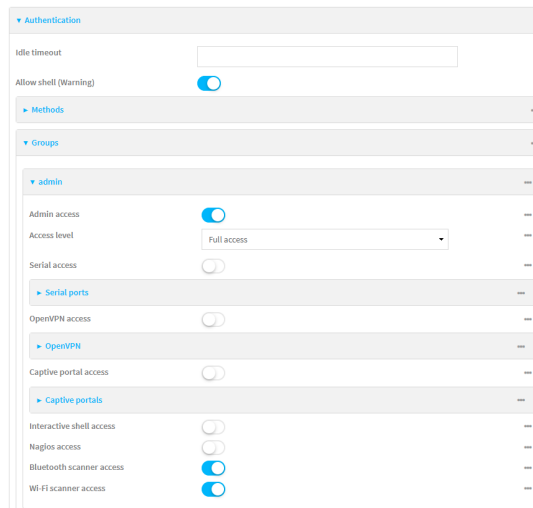 Authentication
Idle timeout
Allow shell (Warning)
Methods
Groups
admin
Admin access
Access level
Full access
Serial access
Serial ports
OpenVPN access
OpenVPN
Captive portal access
Captive portals
Interactive shell access
Nagios access
Bluetooth scanner access
Wi-Fi scanner access